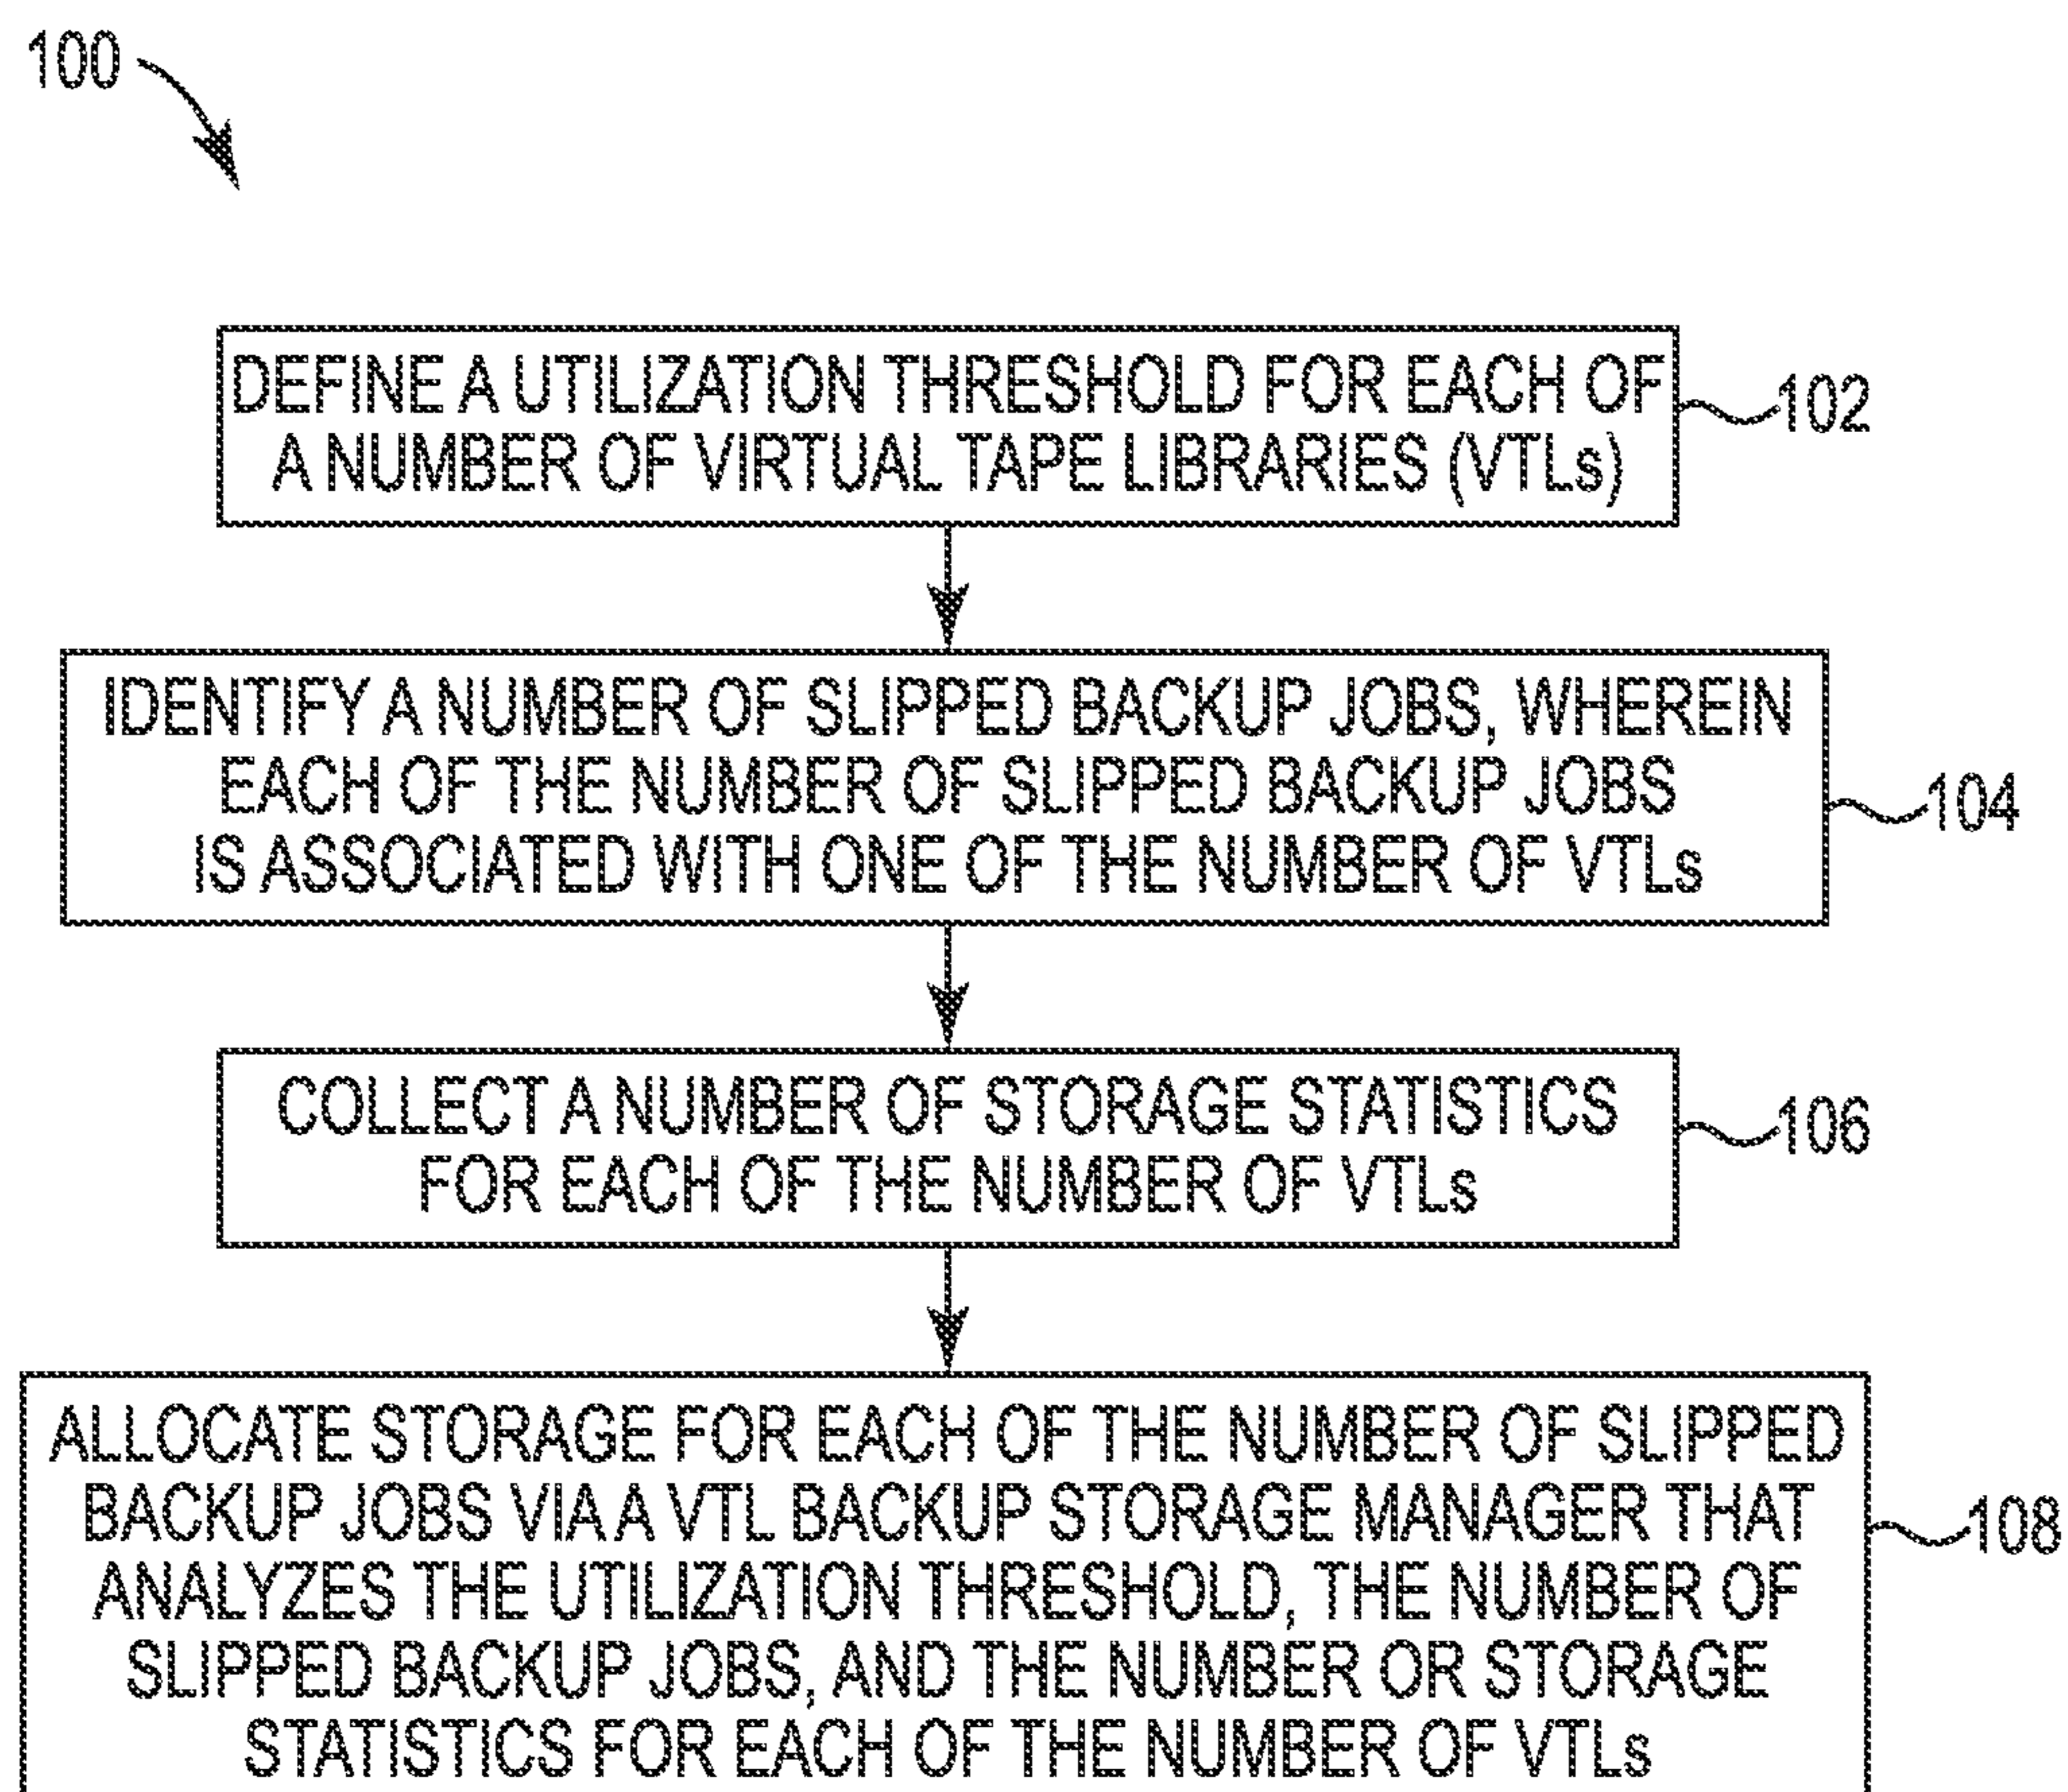 100
DEFINE A UTILIZATION THRESHOLD FOR EACH OF
A NUMBER OF VIRTUAL TAPE LIBRARIES (VTLs)
102
IDENTIFY A NUMBER OF SLIPPED BACKUP JOBS, WHEREIN
EACH OF THE NUMBER OF SLIPPED BACKUP JOBS
IS ASSOCIATED WITH ONE OF THE NUMBER OF VTLs
104
COLLECT A NUMBER OF STORAGE STATISTICS
FOR EACH OF THE NUMBER OF VTLs
106
ALLOCATE STORAGE FOR EACH OF THE NUMBER OF SLIPPED
BACKUP JOBS VIA A VTL BACKUP STORAGE MANAGER THAT
ANALYZES THE UTILIZATION THRESHOLD, THE NUMBER OF
SLIPPED BACKUP JOBS, AND THE NUMBER OR STORAGE
STATISTICS FOR EACH OF THE NUMBER OF VTLs
108